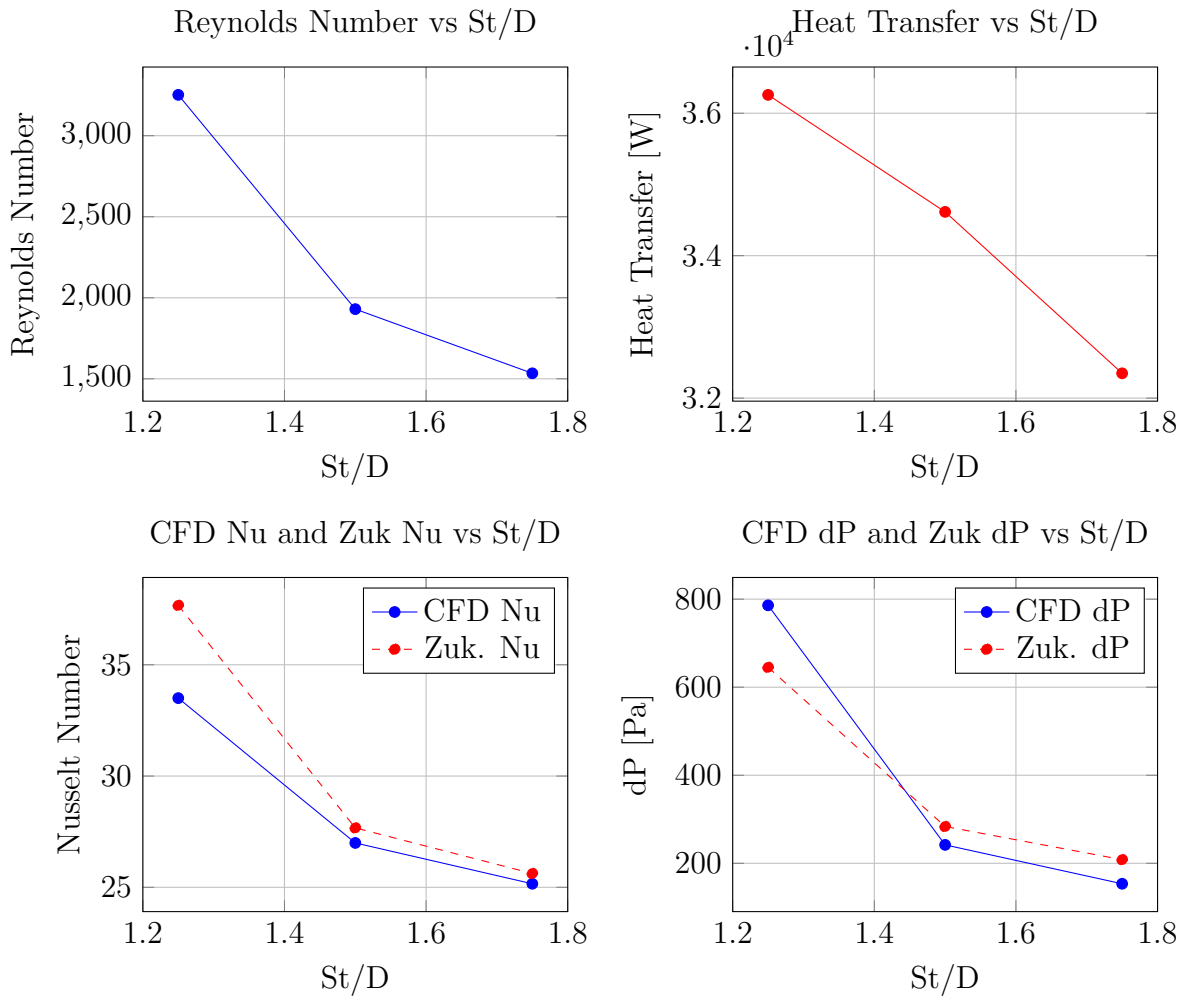 Reynolds Number vs St/D
3,000
2,500
2,000
1,500
Reynolds Number
1.2 1.4 1.6 1.8
St/D
Heat Transfer vs St/D
·10⁴
3.6
3.4
3.2
Heat Transfer [W]
1.2 1.4 1.6 1.8
St/D
CFD Nu and Zuk Nu vs St/D
CFD Nu
Zuk. Nu
35
30
25
Nusselt Number
1.2 1.4 1.6 1.8
St/D
CFD dP and Zuk dP vs St/D
CFD dP
Zuk. dP
800
600
400
200
dP [Pa]
1.2 1.4 1.6 1.8
St/D